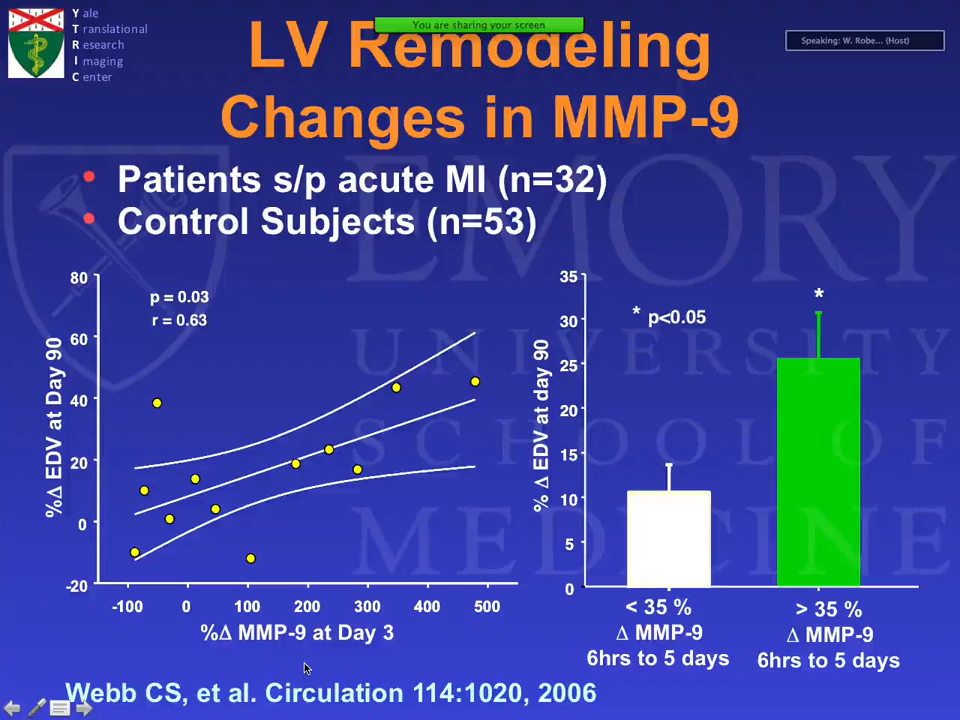 Y ale
T ranslational
R esearch
I maging
C enter
You are sharing your screen
Speaking: W. Robe... (Host)
LV Remodeling
Changes in MMP-9
• Patients s/p acute MI (n=32)
• Control Subjects (n=53)
EMORY
UNIVERSITY
SCHOOL OF
MEDICINE
%Δ EDV at Day 90
80
60
40
20
0
-20
p = 0.03
r = 0.63
-100 0 100 200 300 400 500
%Δ MMP-9 at Day 3
% Δ EDV at day 90
35
30
25
20
15
10
5
0
* p<0.05
*
< 35 %
Δ MMP-9
6hrs to 5 days
> 35 %
Δ MMP-9
6hrs to 5 days
Webb CS, et al. Circulation 114:1020, 2006